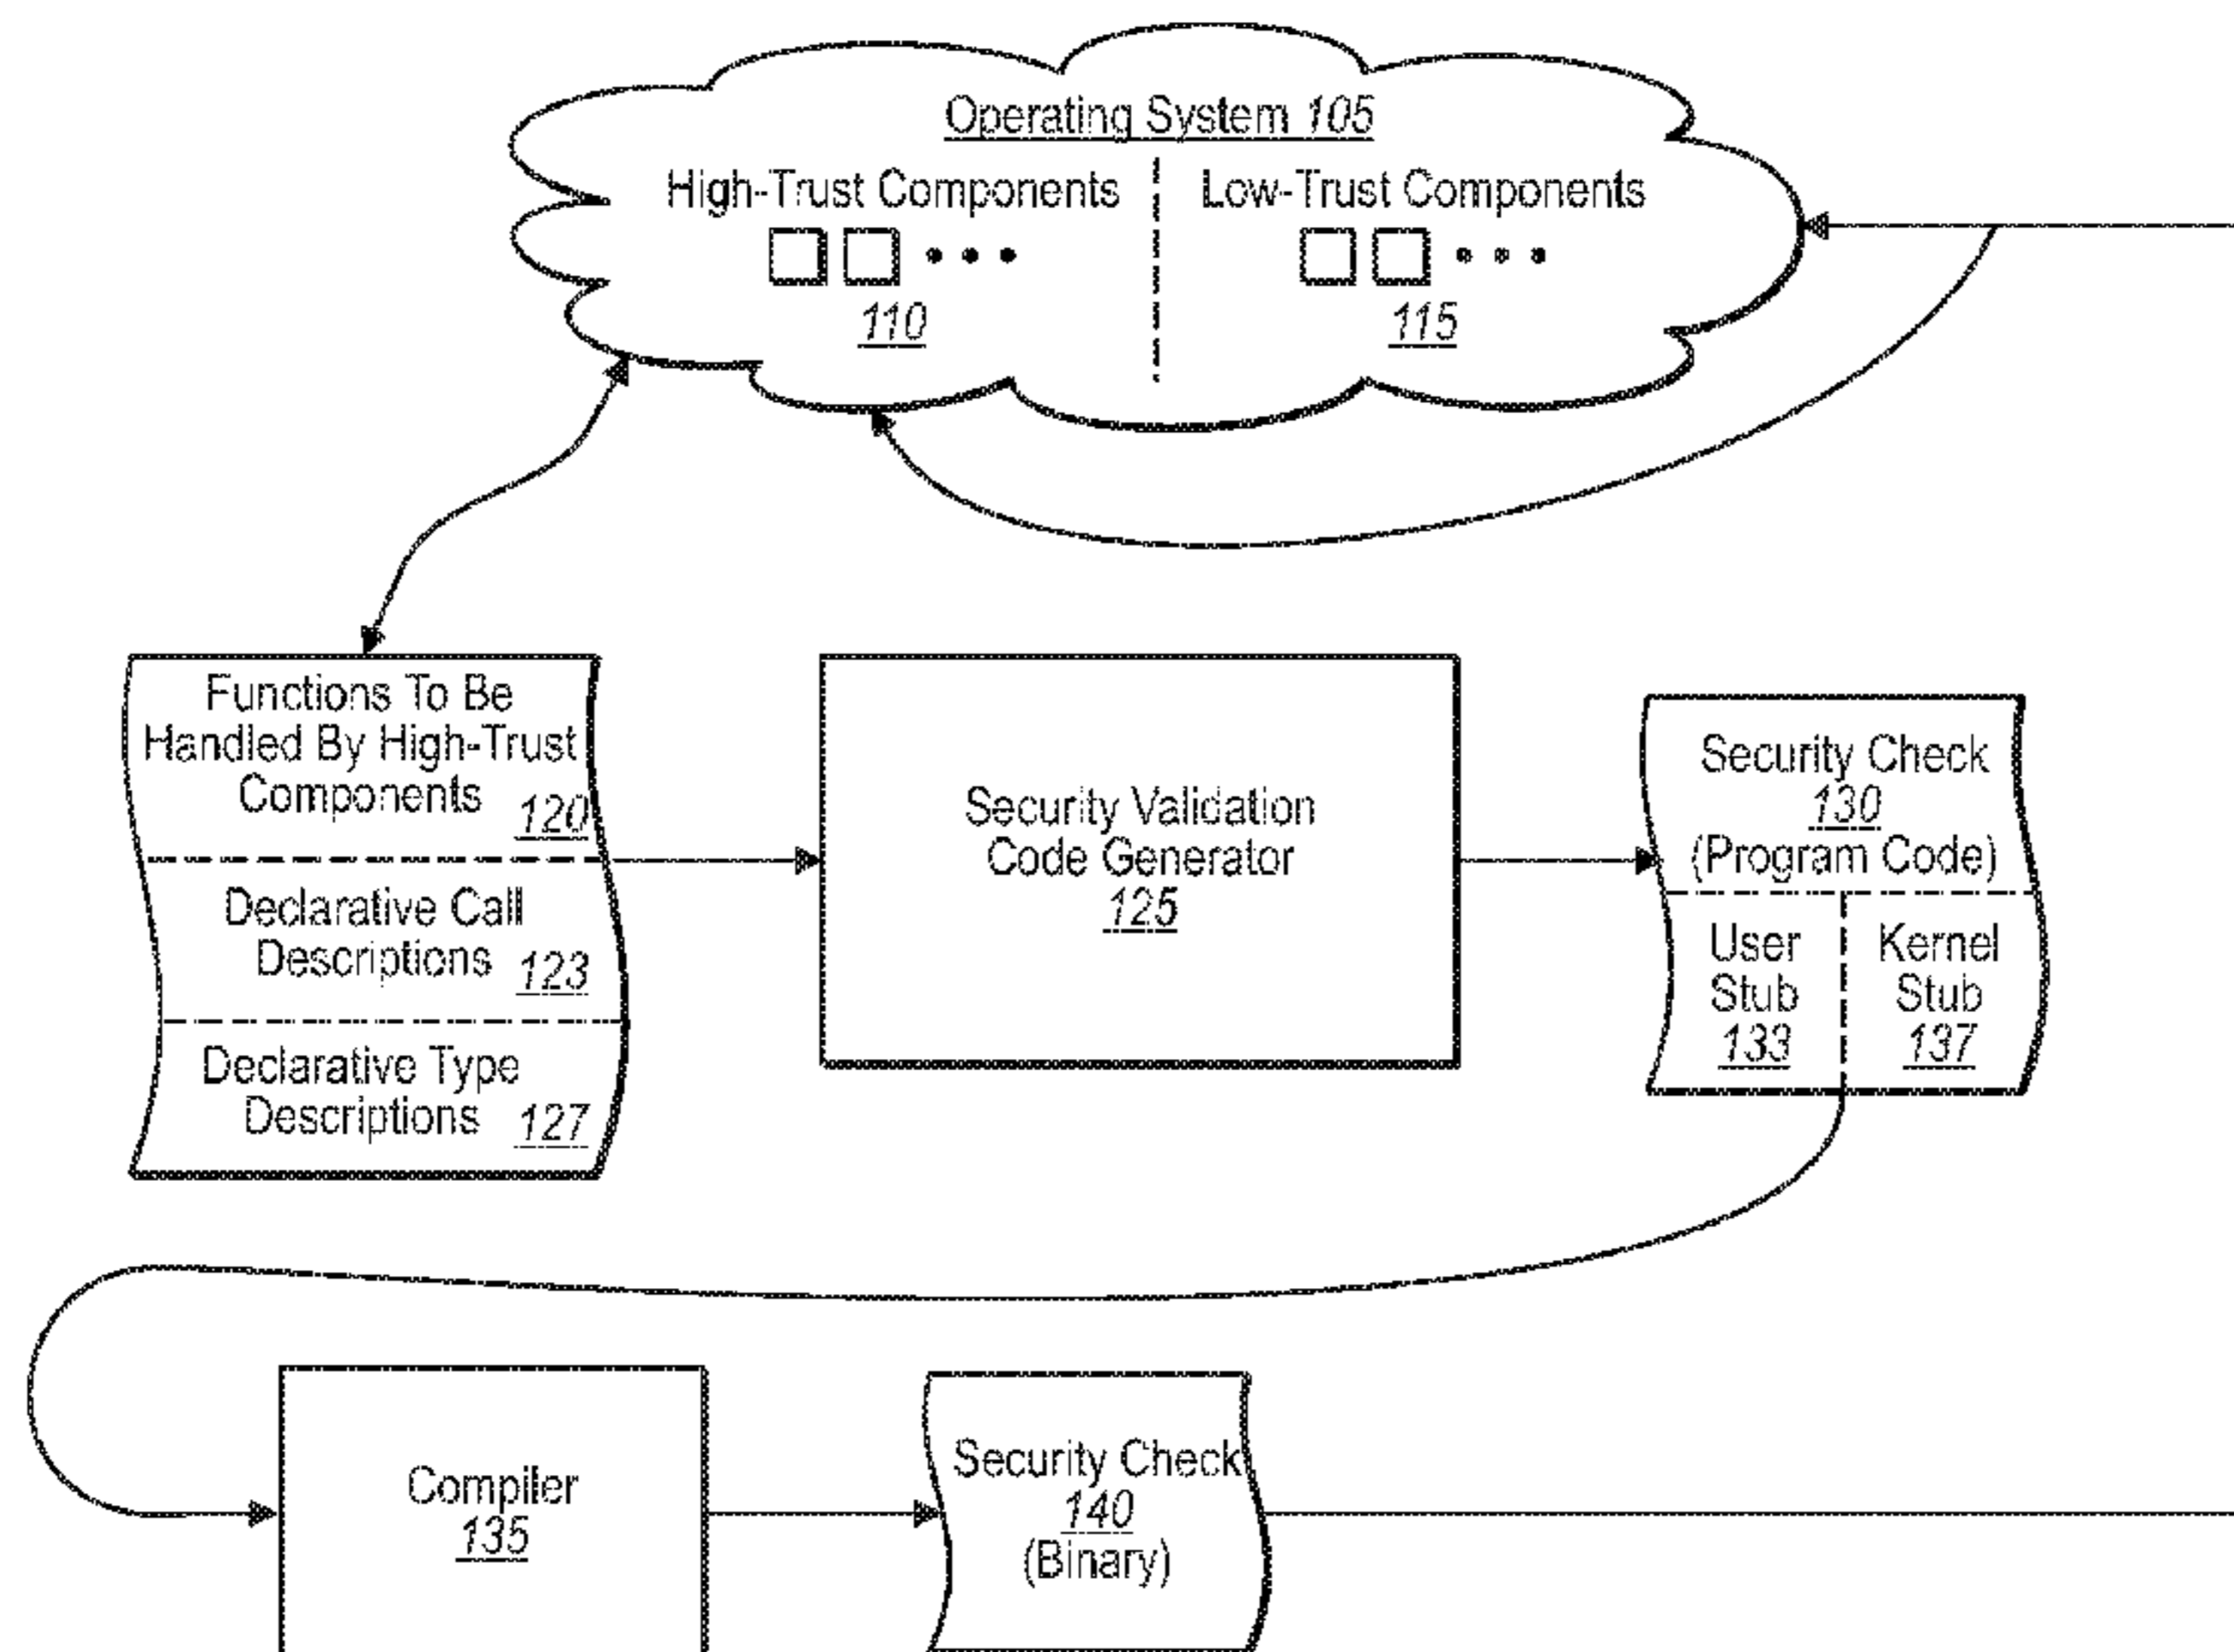 Operating System 105
High-Trust Components
110
Low-Trust Components
115
Functions To Be
Handled By High-Trust
Components 120
Declarative Call
Descriptions 123
Declarative Type
Descriptions 127
Security Validation
Code Generator
125
Security Check
130
(Program Code)
User
Stub
133
Kernel
Stub
137
Compiler
135
Security Check
140
(Binary)